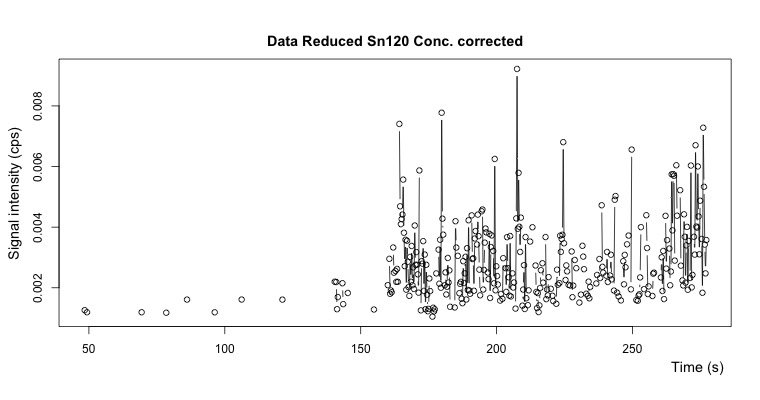 Data Reduced Sn120 Conc. corrected
Signal intensity (cps)
0.008
0.006
0.004
0.002
50 100 150 200 250
Time (s)